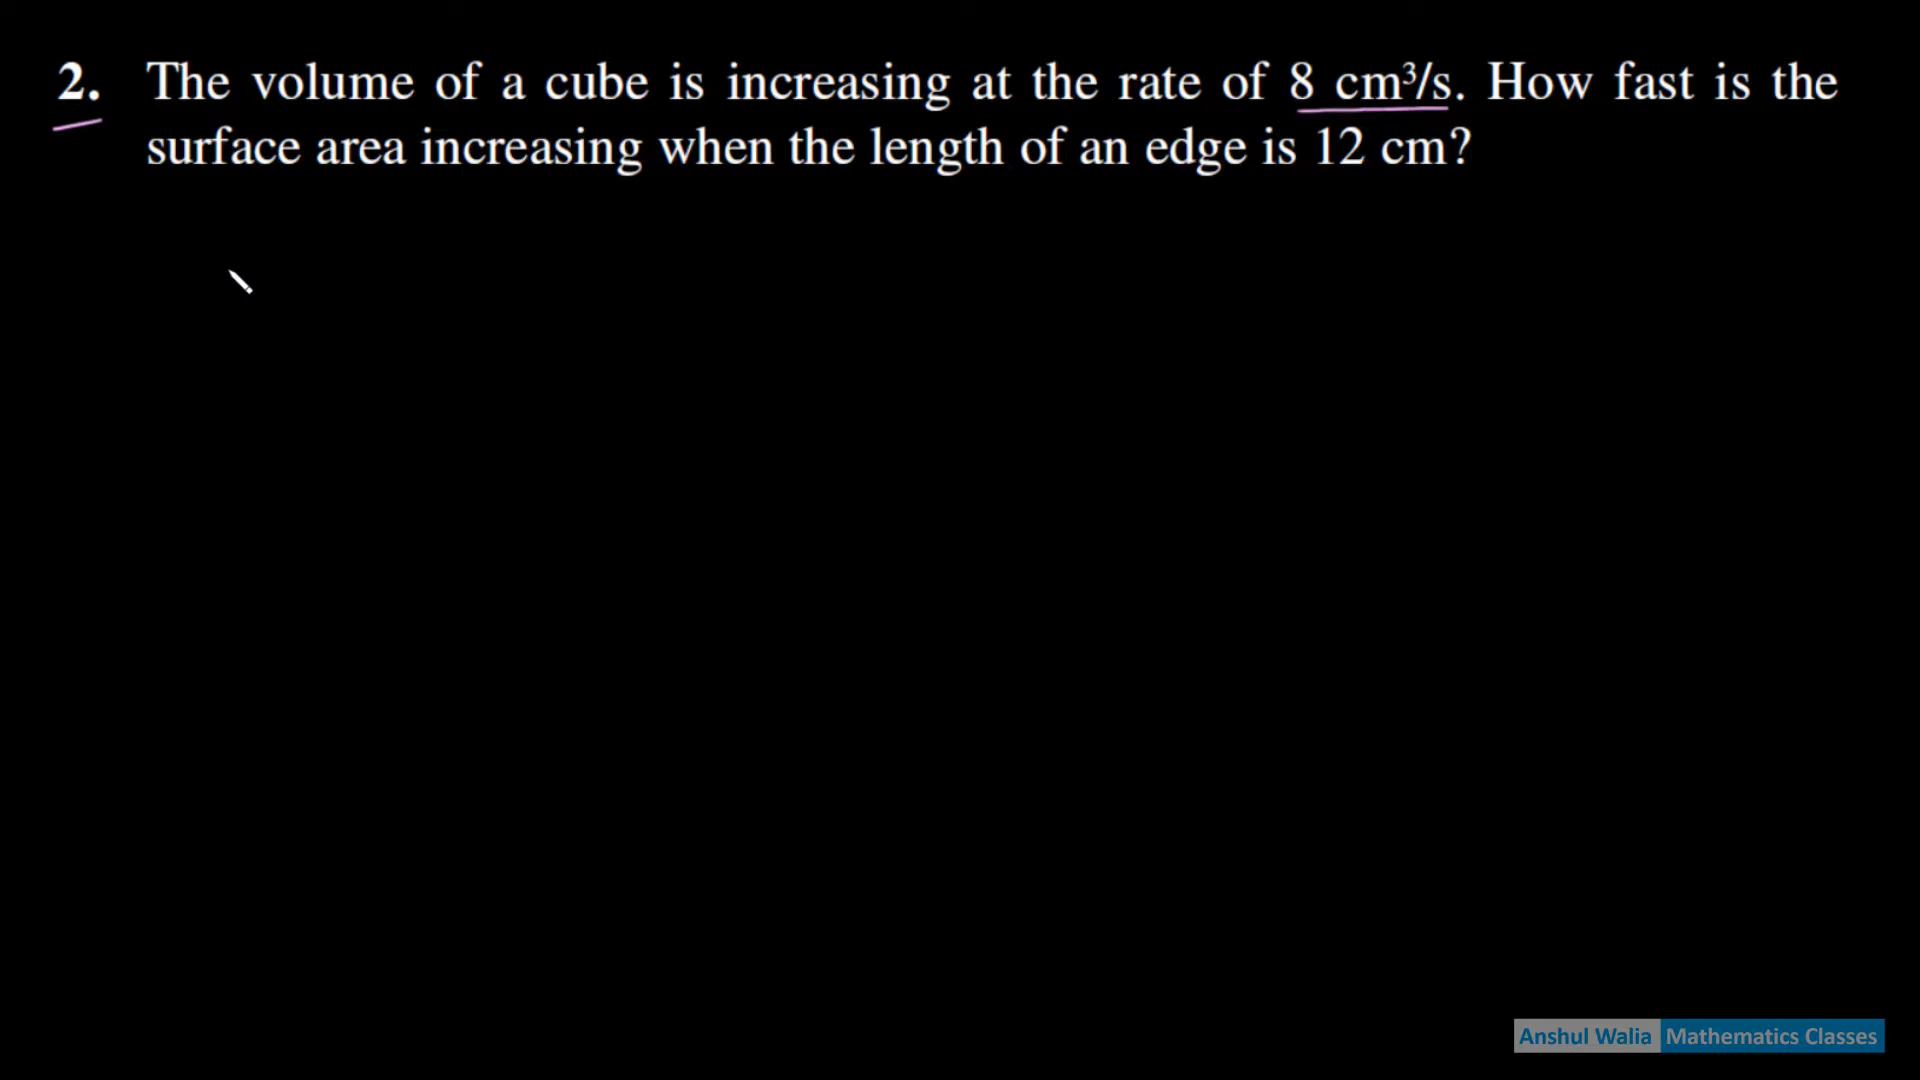 2. The volume of a cube is increasing at the rate of 8 cm³/s. How fast is the
surface area increasing when the length of an edge is 12 cm?
Anshul Walia Mathematics Classes